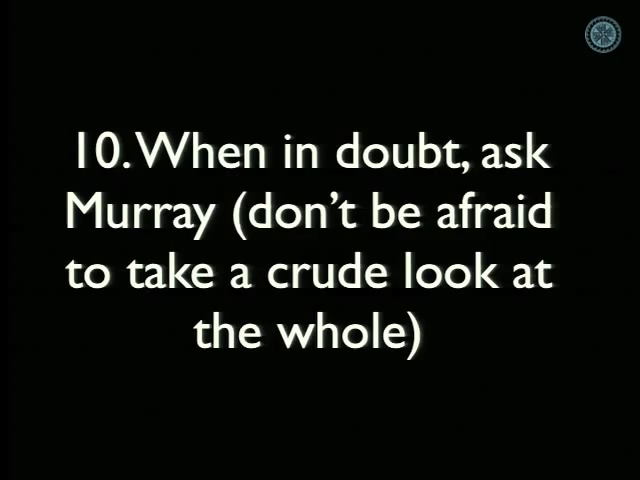 10. When in doubt, ask
Murray (don't be afraid
to take a crude look at
the whole)